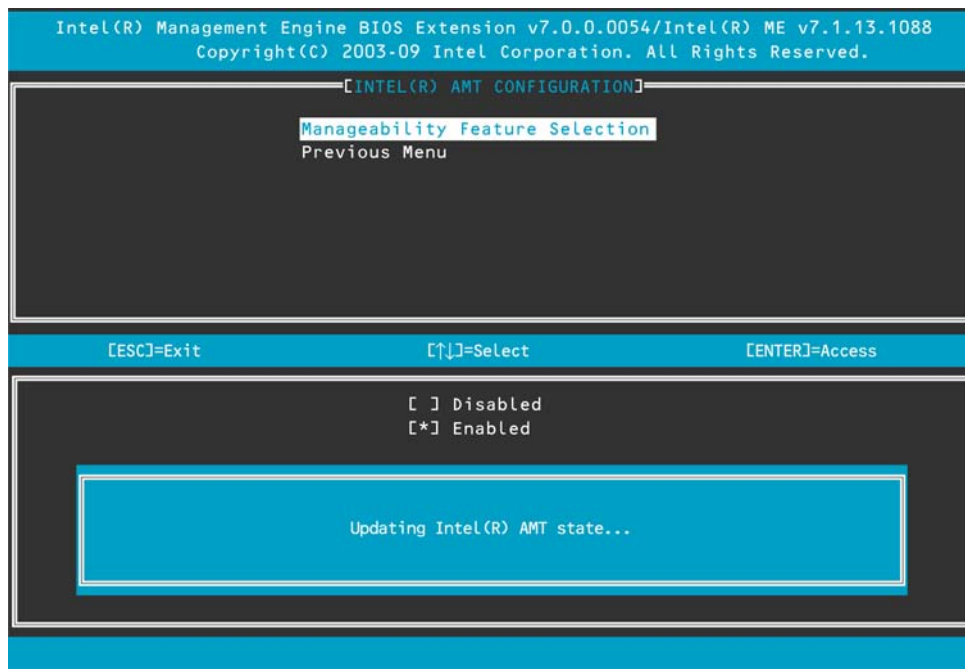 Intel(R) Management Engine BIOS Extension v7.0.0.0054/Intel(R) ME v7.1.13.1088
Copyright(C) 2003-09 Intel Corporation. All Rights Reserved.
[INTEL(R) AMT CONFIGURATION]
Manageability Feature Selection
Previous Menu
[ESC]=Exit [↑↓]=Select [ENTER]=Access
[ ] Disabled
[*] Enabled
Updating Intel(R) AMT state...